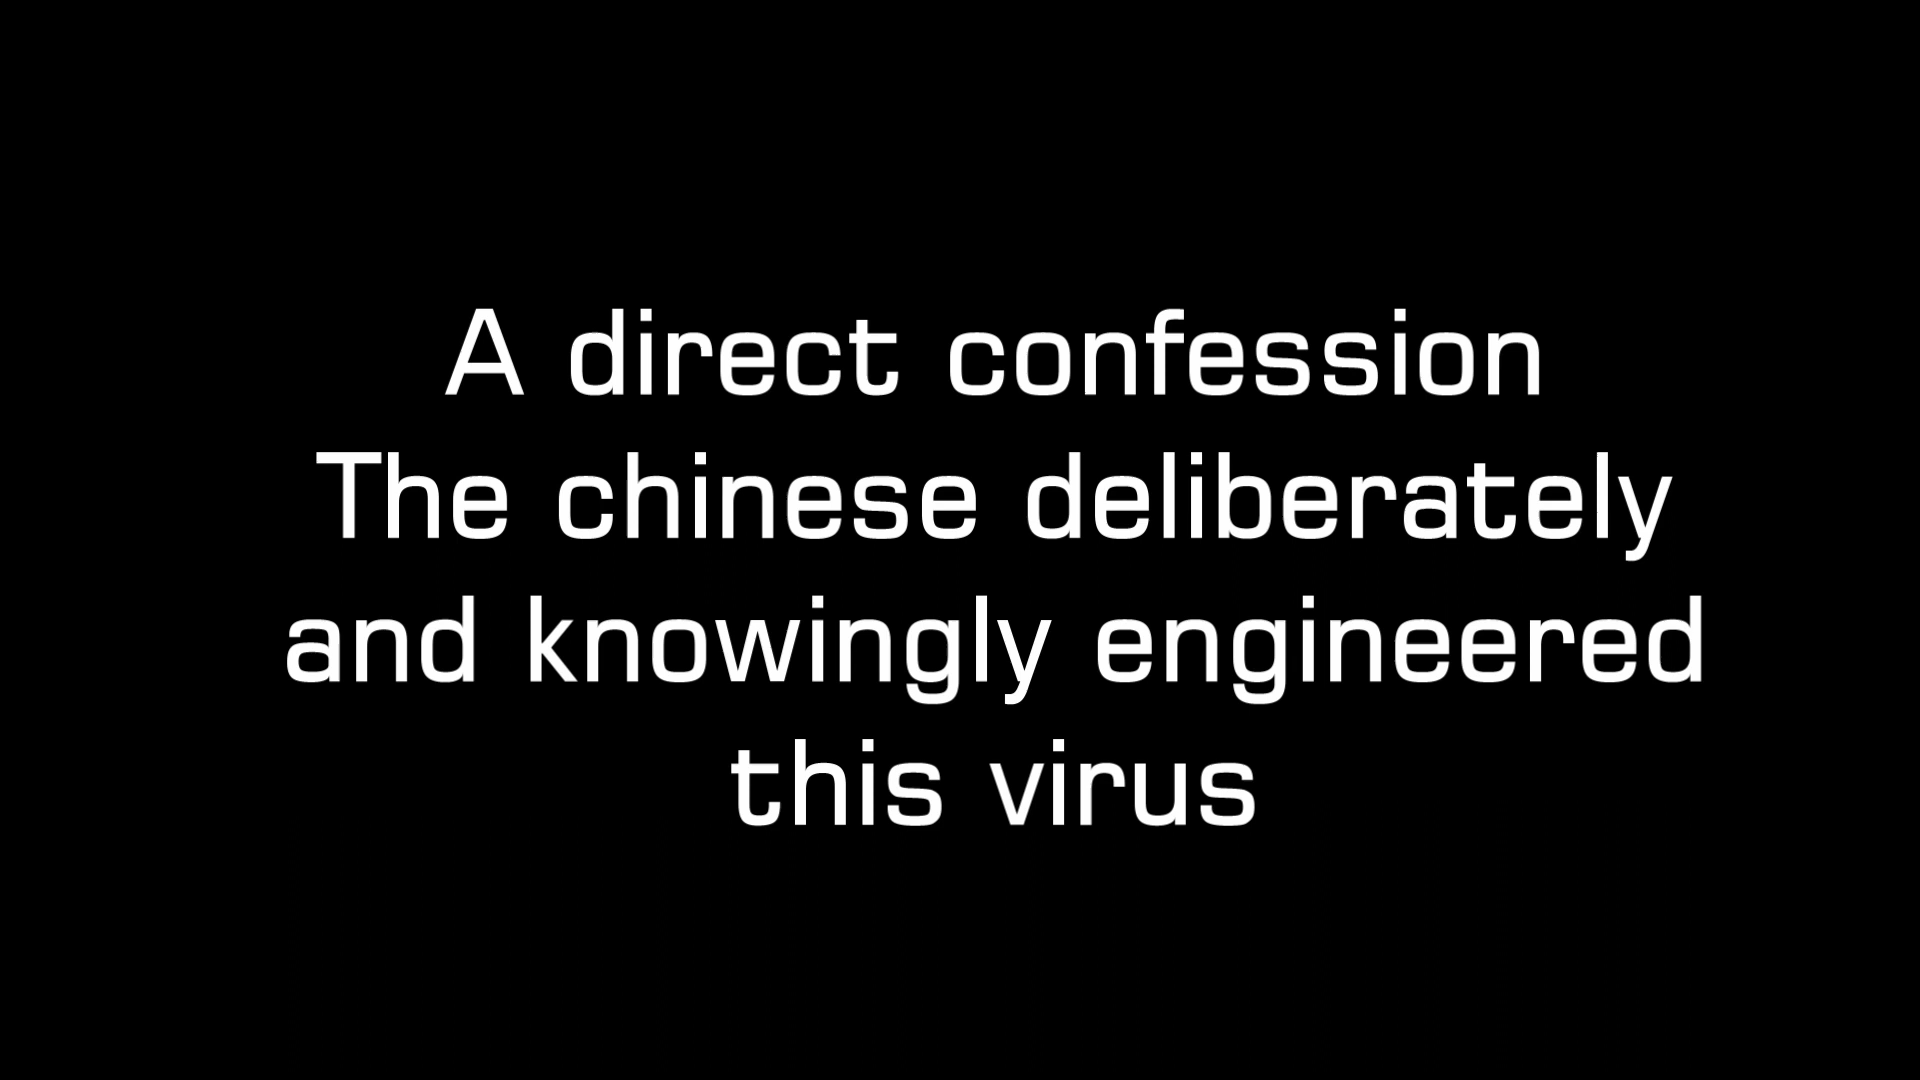 A direct confession
The chinese deliberately
and knowingly engineered
this virus